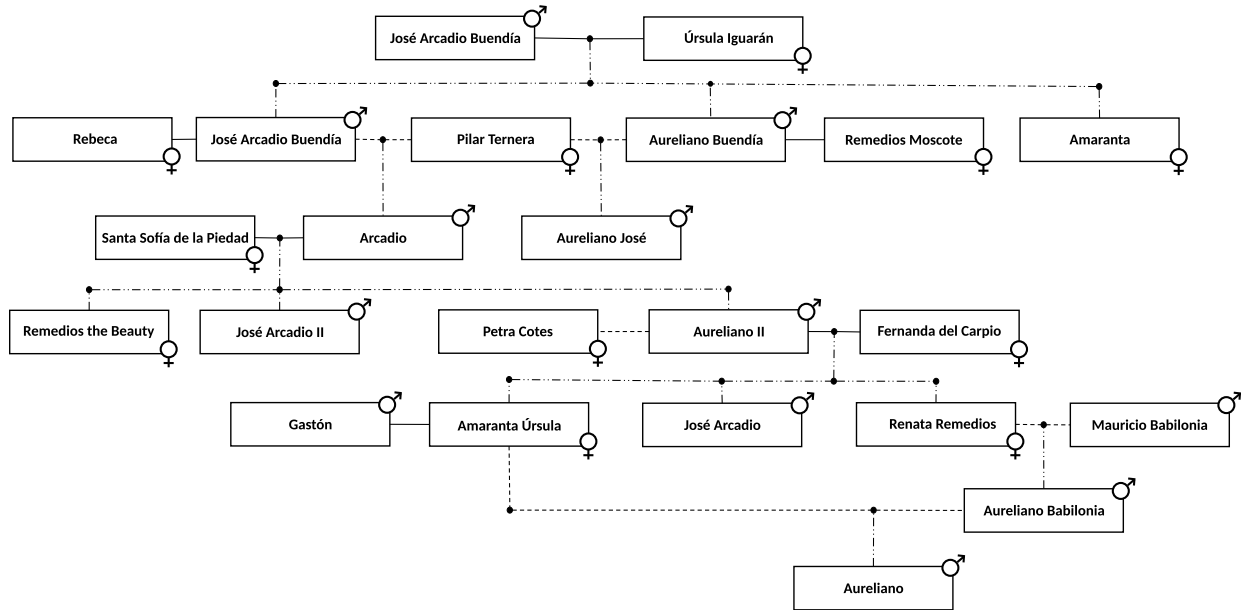 José Arcadio Buendía
Úrsula Iguarán
Rebeca
José Arcadio Buendía
Pilar Ternera
Aureliano Buendía
Remedios Moscote
Amaranta
Santa Sofía de la Piedad
Arcadio
Aureliano José
Remedios the Beauty
José Arcadio II
Petra Cotes
Aureliano II
Fernanda del Carpio
Gastón
Amaranta Úrsula
José Arcadio
Renata Remedios
Mauricio Babilonia
Aureliano Babilonia
Aureliano